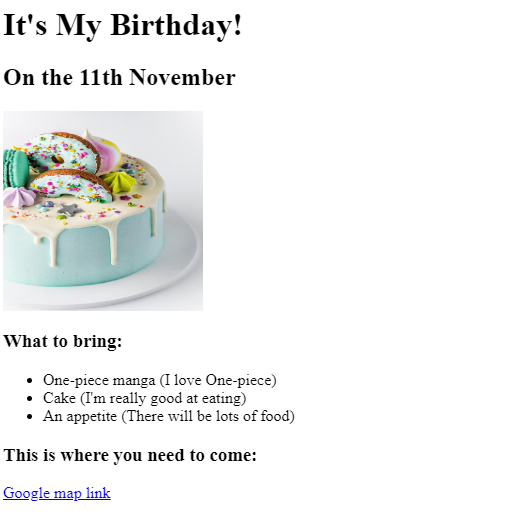 It's My Birthday!
On the 11th November
What to bring:
One-piece manga (I love One-piece)
Cake (I'm really good at eating)
An appetite (There will be lots of food)
This is where you need to come:
Google map link